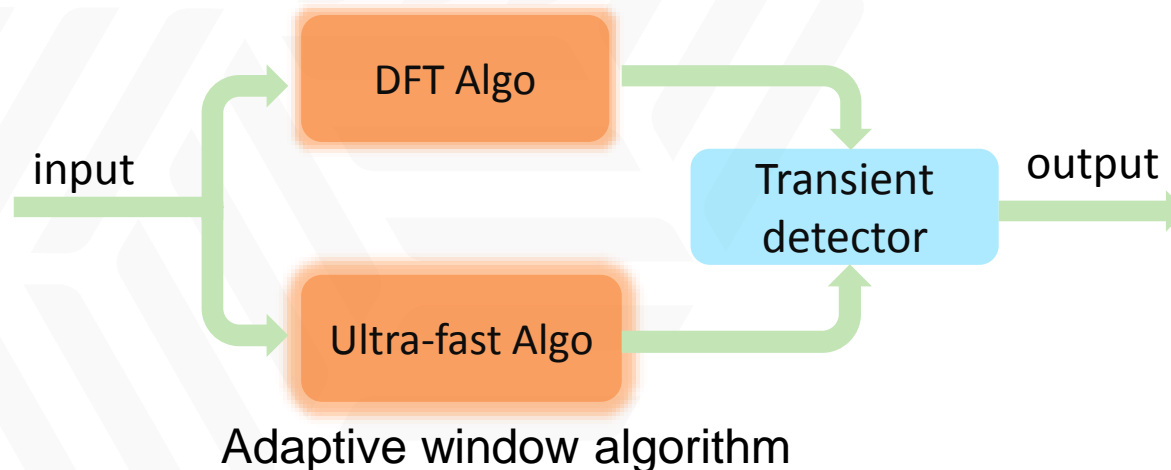 DFT Algo
input
Transient
detector
output
Ultra-fast Algo
Adaptive window algorithm